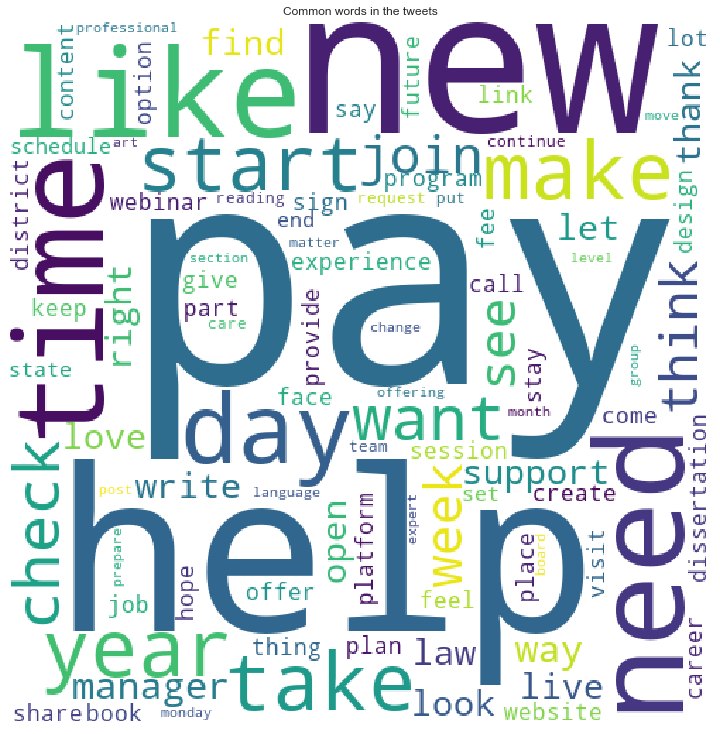 Common words in the tweets
professional
content
option
find
like
new
future
lot
say
link
move
thank
schedule
art
start
join
continue
make
district
time
webinar
reading
sign
program
request
put
fee
let
design
end
matter
pay
section
experience
level
right
keep
give
part
care
provide
call
see
think
state
change
stay
group
face
offering
month
day
want
come
love
team
session
need
dissertation
check
write
support
post
language
set
create
help
open
platform
expert
week
place
board
visit
prepare
job
hope
offer
feel
year
thing
plan
law
way
career
manager
take
look
live
share
book
monday
website